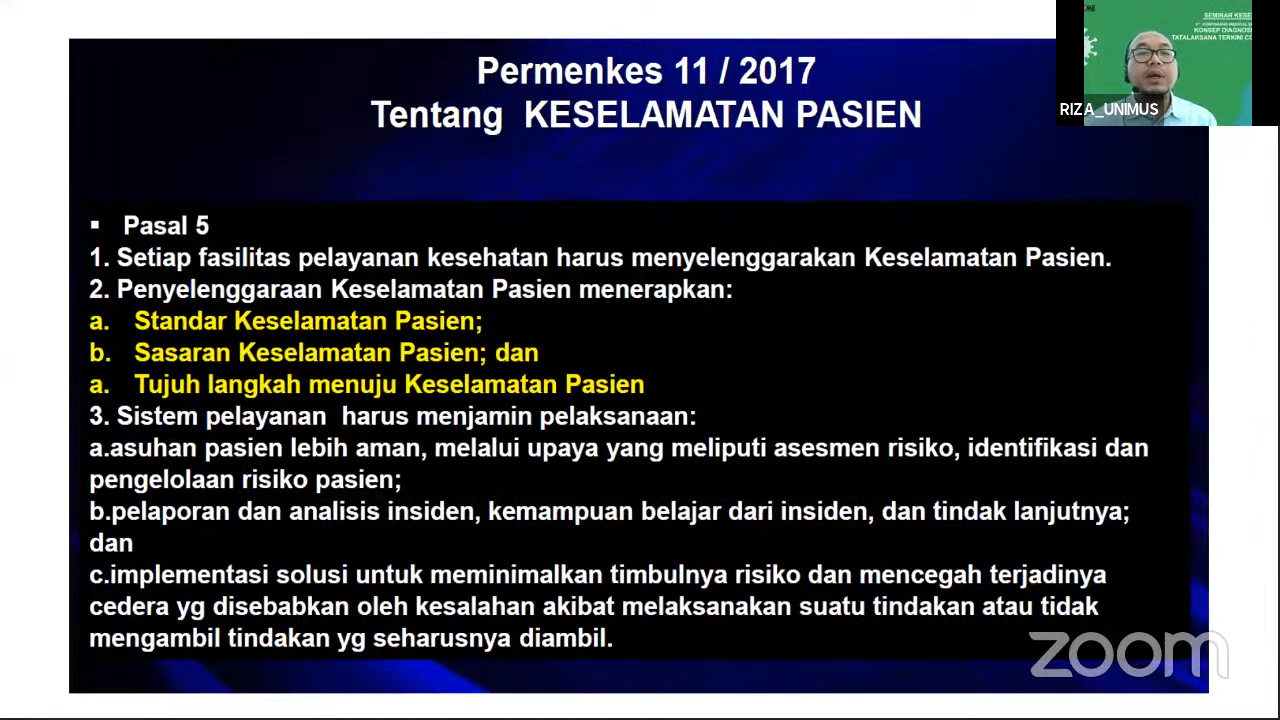 Permenkes 11 / 2017
Tentang KESELAMATAN PASIEN
▪ Pasal 5
1. Setiap fasilitas pelayanan kesehatan harus menyelenggarakan Keselamatan Pasien.
2. Penyelenggaraan Keselamatan Pasien menerapkan:
a. Standar Keselamatan Pasien;
b. Sasaran Keselamatan Pasien; dan
a. Tujuh langkah menuju Keselamatan Pasien
3. Sistem pelayanan harus menjamin pelaksanaan:
a.asuhan pasien lebih aman, melalui upaya yang meliputi asesmen risiko, identifikasi dan
pengelolaan risiko pasien;
b.pelaporan dan analisis insiden, kemampuan belajar dari insiden, dan tindak lanjutnya;
dan
c.implementasi solusi untuk meminimalkan timbulnya risiko dan mencegah terjadinya
cedera yg disebabkan oleh kesalahan akibat melaksanakan suatu tindakan atau tidak
mengambil tindakan yg seharusnya diambil.
SEMINAR
KONSEP
TATALAKSANA TERKINI
RIZA_UNIMUS
zoom